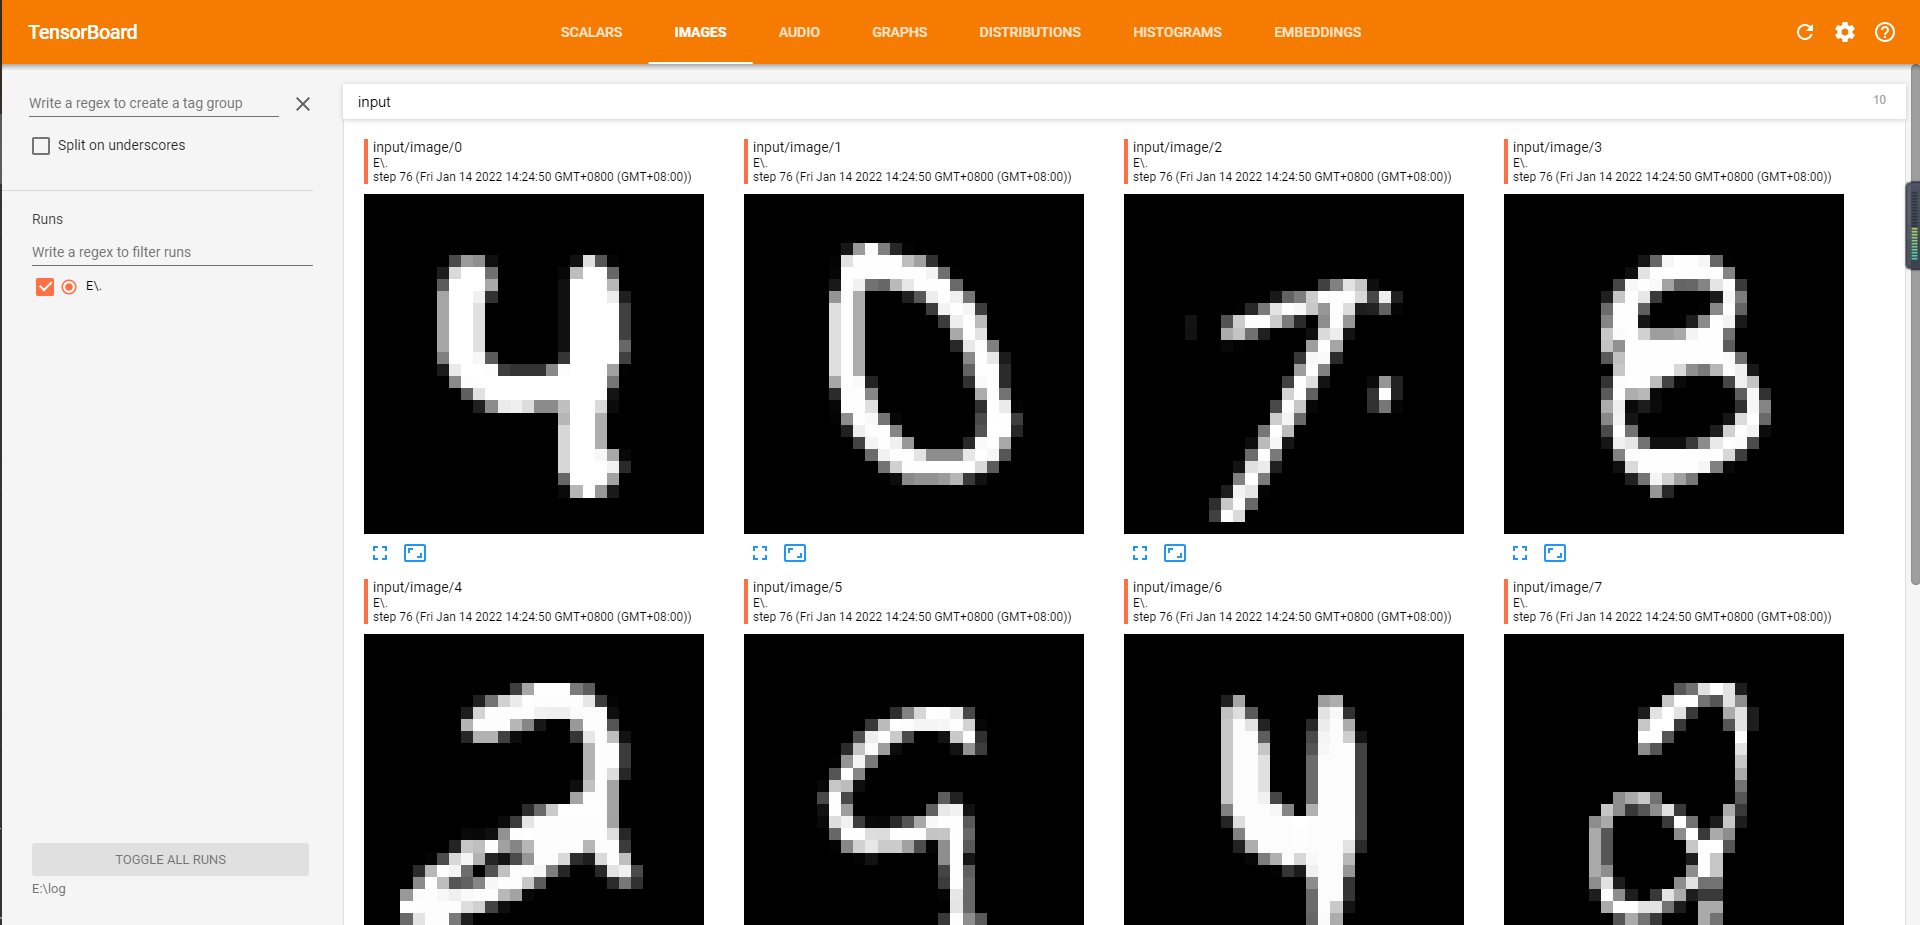 TensorBoard
SCALARS IMAGES AUDIO GRAPHS DISTRIBUTIONS HISTOGRAMS EMBEDDINGS
Write a regex to create a tag group
Split on underscores
Runs
Write a regex to filter runs
E\.
TOGGLE ALL RUNS
E:\log
input 10
input/image/0
E\.
step 76 (Fri Jan 14 2022 14:24:50 GMT+0800 (GMT+08:00))
4
input/image/1
E\.
step 76 (Fri Jan 14 2022 14:24:50 GMT+0800 (GMT+08:00))
0
input/image/2
E\.
step 76 (Fri Jan 14 2022 14:24:50 GMT+0800 (GMT+08:00))
7
input/image/3
E\.
step 76 (Fri Jan 14 2022 14:24:50 GMT+0800 (GMT+08:00))
8
input/image/4
E\.
step 76 (Fri Jan 14 2022 14:24:50 GMT+0800 (GMT+08:00))
2
input/image/5
E\.
step 76 (Fri Jan 14 2022 14:24:50 GMT+0800 (GMT+08:00))
9
input/image/6
E\.
step 76 (Fri Jan 14 2022 14:24:50 GMT+0800 (GMT+08:00))
4
input/image/7
E\.
step 76 (Fri Jan 14 2022 14:24:50 GMT+0800 (GMT+08:00))
2